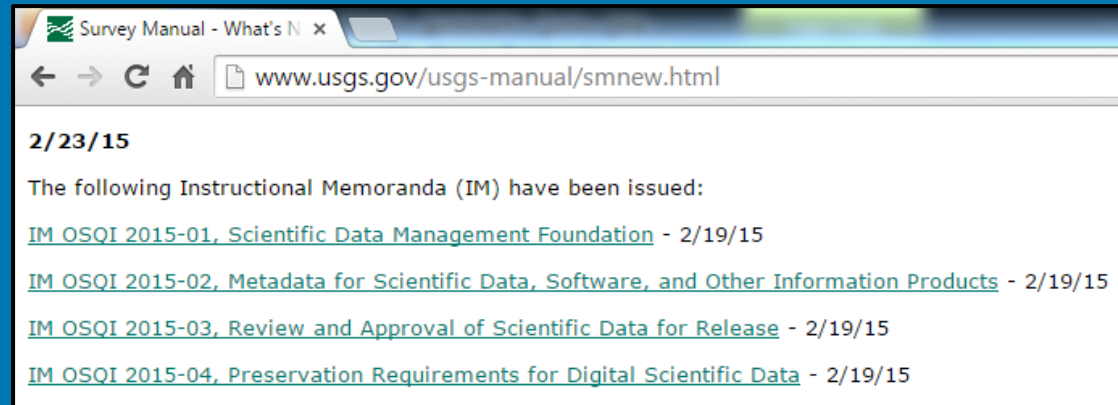 Survey Manual - What's N
www.usgs.gov/usgs-manual/smnew.html
2/23/15
The following Instructional Memoranda (IM) have been issued:
IM OSQI 2015-01, Scientific Data Management Foundation - 2/19/15
IM OSQI 2015-02, Metadata for Scientific Data, Software, and Other Information Products - 2/19/15
IM OSQI 2015-03, Review and Approval of Scientific Data for Release - 2/19/15
IM OSQI 2015-04, Preservation Requirements for Digital Scientific Data - 2/19/15